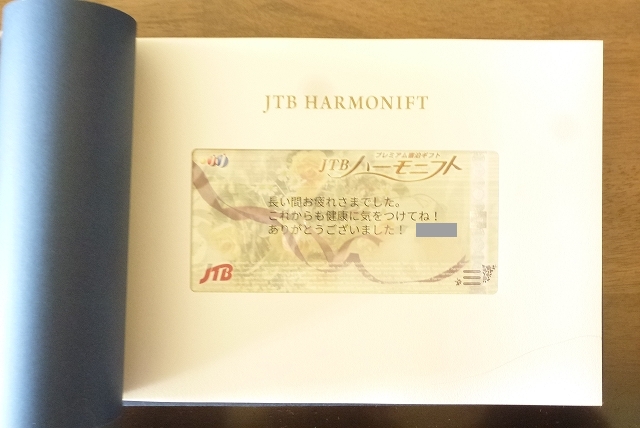 JTB HARMONIFT
プレミアム宿泊ギフト
JTBハーモニフト
長い間お疲れさまでした。
これからも健康に気をつけてね！
ありがとうございました！
JTB